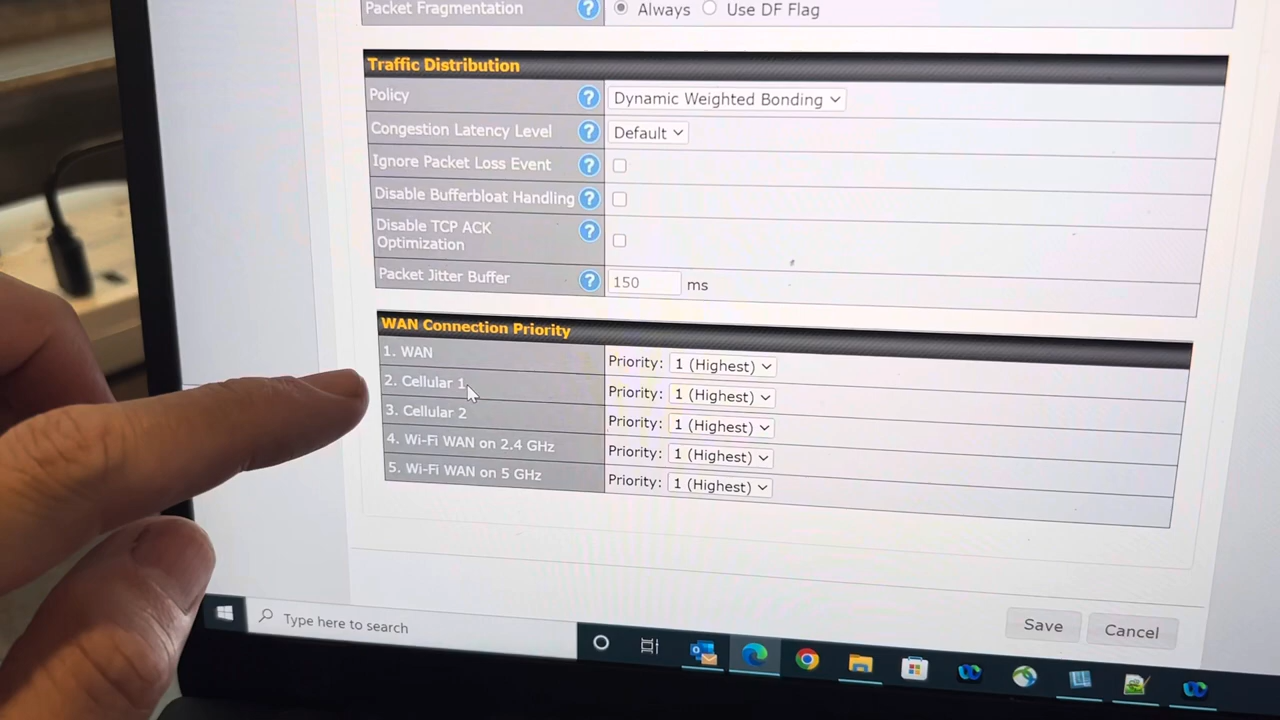 Packet Fragmentation ? Always Use DF Flag
Traffic Distribution
Policy ? Dynamic Weighted Bonding
Congestion Latency Level ? Default
Ignore Packet Loss Event ?
Disable Bufferbloat Handling ?
Disable TCP ACK
Optimization ?
Packet Jitter Buffer ? 150 ms
WAN Connection Priority
1. WAN Priority: 1 (Highest)
2. Cellular 1 Priority: 1 (Highest)
3. Cellular 2 Priority: 1 (Highest)
4. Wi-Fi WAN on 2.4 GHz Priority: 1 (Highest)
5. Wi-Fi WAN on 5 GHz Priority: 1 (Highest)
Save Cancel
Type here to search